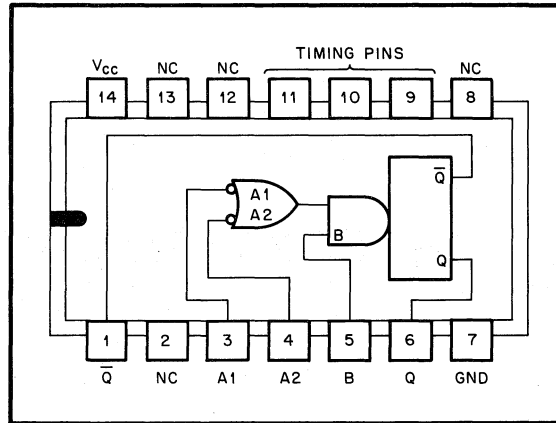 TIMING PINS
Vcc NC NC NC
14 13 12 11 10 9 8
Q̅
A1
A2
B
Q
1 2 3 4 5 6 7
Q̅ NC A1 A2 B Q GND